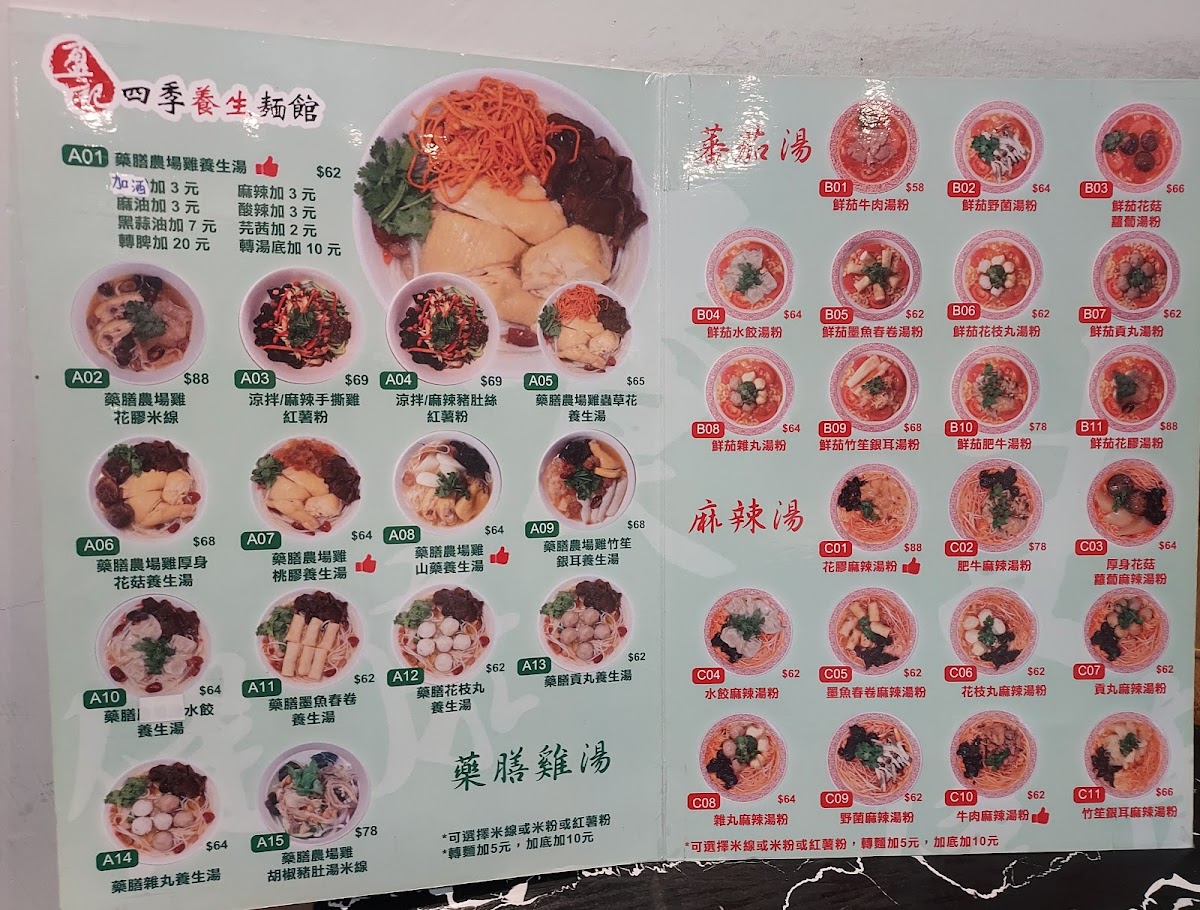 盈記
四季養生麵館
A01 藥膳農場雞養生湯 $62
加酒加 3 元 麻辣加 3 元
麻油加 3 元 酸辣加 3 元
黑蒜油加 7 元 芫茜加 2 元
轉脾加 20 元 轉湯底加 10 元
A02 $88
藥膳農場雞
花膠米線
A03 $69
涼拌/麻辣手撕雞
紅薯粉
A04 $69
涼拌/麻辣豬肚絲
紅薯粉
A05 $65
藥膳農場雞蟲草花
養生湯
A06 $68
藥膳農場雞厚身
花菇養生湯
A07 $64
藥膳農場雞
桃膠養生湯
A08 $64
藥膳農場雞
山藥養生湯
A09 $68
藥膳農場雞竹笙
銀耳養生湯
A10 $64
藥膳 水餃
養生湯
A11 $62
藥膳墨魚春卷
養生湯
A12 $62
藥膳花枝丸
養生湯
A13 $62
藥膳貢丸養生湯
A14 $64
藥膳雜丸養生湯
A15 $78
藥膳農場雞
胡椒豬肚湯米線
藥膳雞湯
*可選擇米線或米粉或紅薯粉
*轉麵加5元，加底加10元
蕃茄湯
B01 $58
鮮茄牛肉湯粉
B02 $64
鮮茄野菌湯粉
B03 $66
鮮茄花菇
蘿蔔湯粉
B04 $64
鮮茄水餃湯粉
B05 $62
鮮茄墨魚春卷湯粉
B06 $62
鮮茄花枝丸湯粉
B07 $62
鮮茄貢丸湯粉
B08 $64
鮮茄雜丸湯粉
B09 $68
鮮茄竹笙銀耳湯粉
B10 $78
鮮茄肥牛湯粉
B11 $88
鮮茄花膠湯粉
麻辣湯
C01 $88
花膠麻辣湯粉
C02 $78
肥牛麻辣湯粉
C03 $64
厚身花菇
蘿蔔麻辣湯粉
C04 $62
水餃麻辣湯粉
C05 $62
墨魚春卷麻辣湯粉
C06 $62
花枝丸麻辣湯粉
C07 $62
貢丸麻辣湯粉
C08 $64
雜丸麻辣湯粉
C09 $62
野菌麻辣湯粉
C10 $62
牛肉麻辣湯粉
C11 $66
竹笙銀耳麻辣湯粉
*可選擇米線或米粉或紅薯粉，轉麵加5元，加底加10元